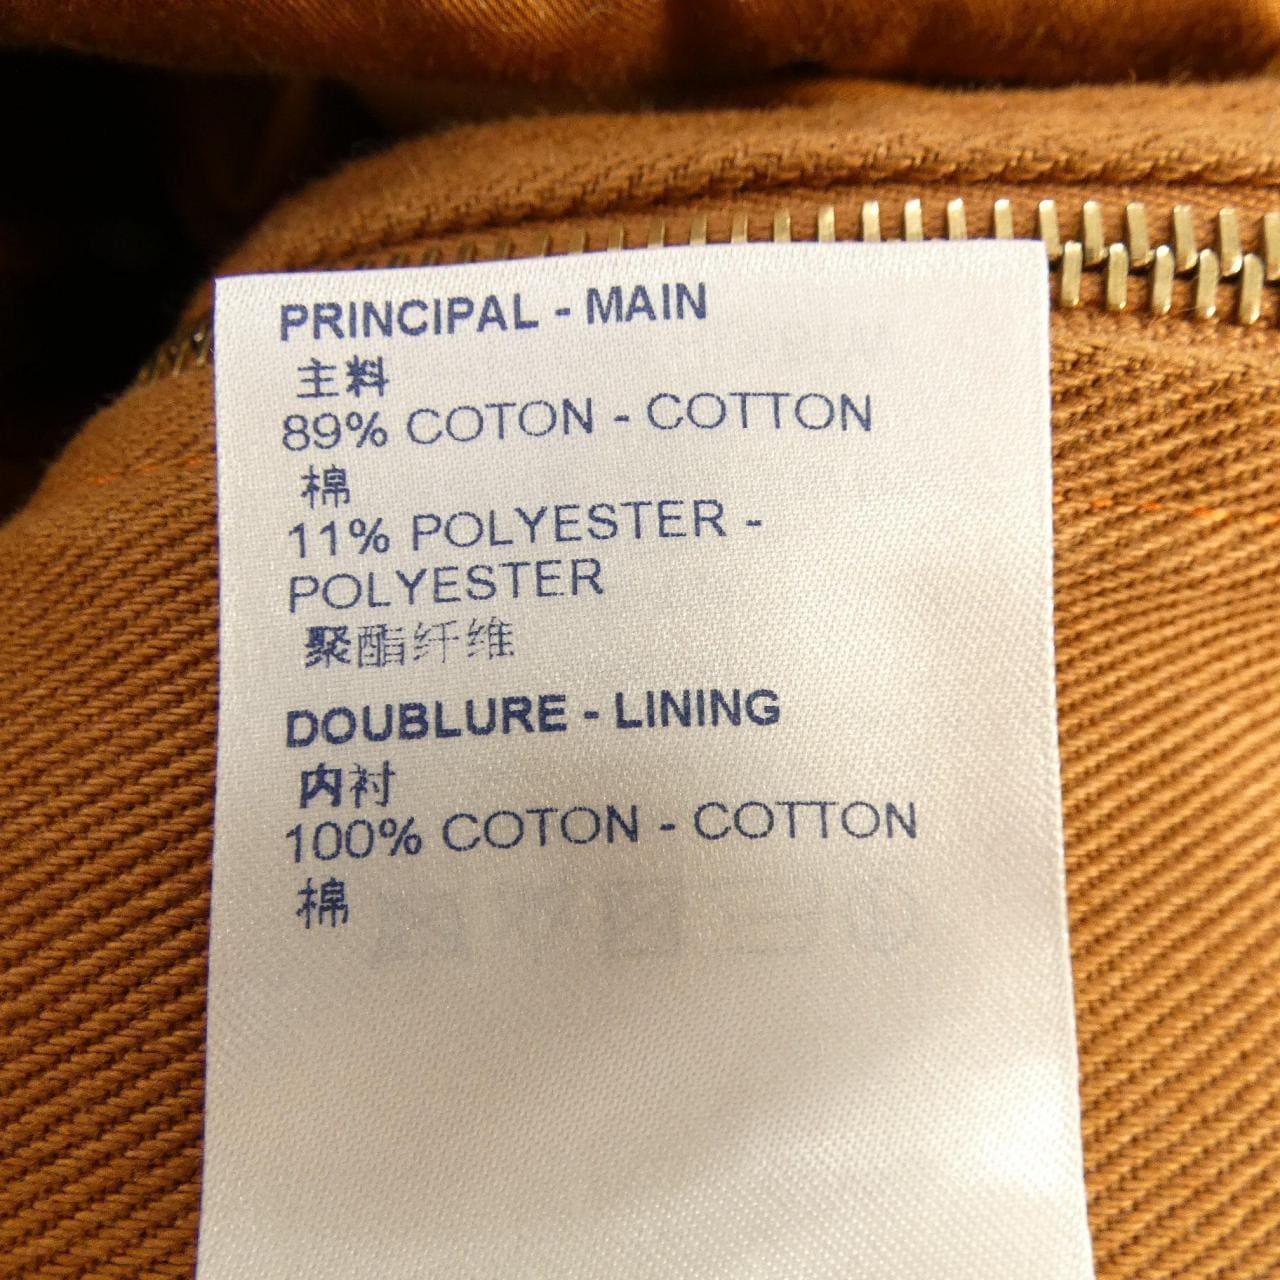 PRINCIPAL - MAIN
主料
89% COTON - COTTON
棉
11% POLYESTER -
POLYESTER
聚酯纤维
DOUBLURE - LINING
内衬
100% COTON - COTTON
棉